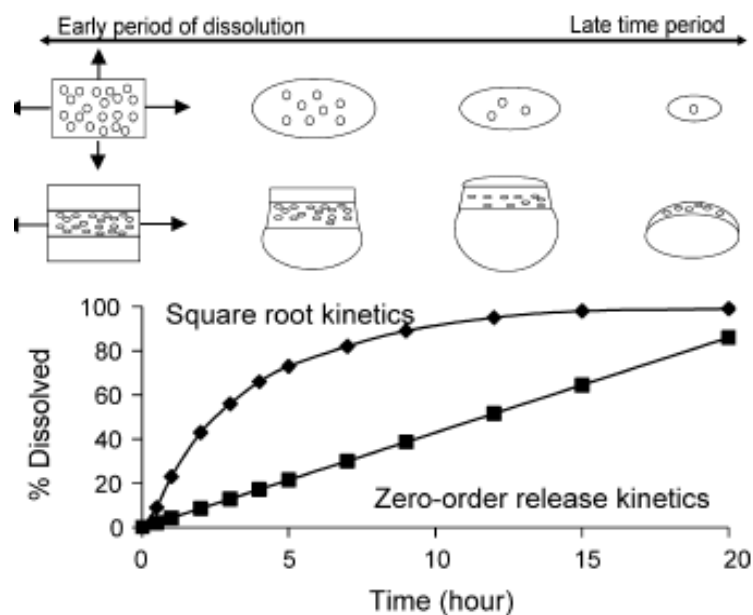 Early period of dissolution
Late time period
Square root kinetics
Zero-order release kinetics
% Dissolved
100
80
60
40
20
0
0
5
10
15
20
Time (hour)